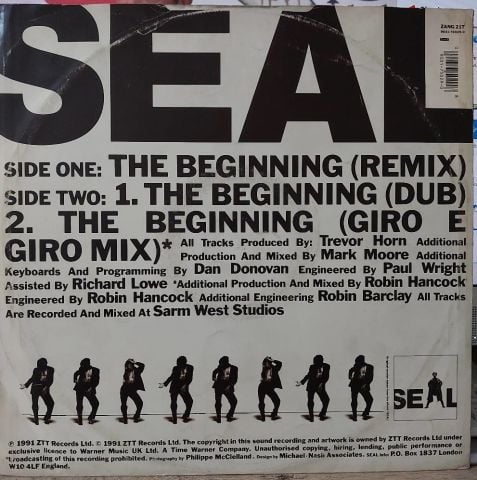 SEAL
ZANG 21T
SIDE ONE: THE BEGINNING (REMIX)
SIDE TWO: 1. THE BEGINNING (DUB)
2. THE BEGINNING (GIRO E
GIRO MIX)* All Tracks Produced By: Trevor Horn Additional
Production And Mixed By Mark Moore Additional
Keyboards And Programming By Dan Donovan Engineered By Paul Wright
Assisted By Richard Lowe *Additional Production And Mixed By Robin Hancock
Engineered By Robin Hancock Additional Engineering Robin Barclay All Tracks
Are Recorded And Mixed At Sarm West Studios
SEAL
℗ 1991 ZTT Records Ltd. © 1991 ZTT Records Ltd. The copyright in this sound recording and artwork is owned by ZTT Records Ltd under
exclusive licence to Warner Music UK Ltd. A Time Warner Company. Unauthorised copying, hiring, lending, public performance or
broadcasting of this recording prohibited. Photography by Philippe McClelland. Design by Michael Nash Associates. SEAL Info: P.O. Box 1837 London
W10 4LF England.